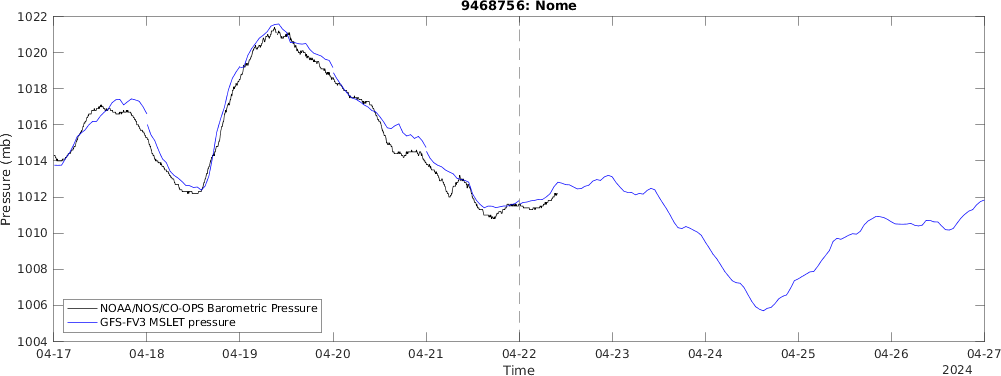 9468756: Nome
1022
1020
1018
1016
1014
1012
1010
1008
1006
1004
Pressure (mb)
NOAA/NOS/CO-OPS Barometric Pressure
GFS-FV3 MSLET pressure
04-17 04-18 04-19 04-20 04-21 04-22 04-23 04-24 04-25 04-26 04-27
Time
2024